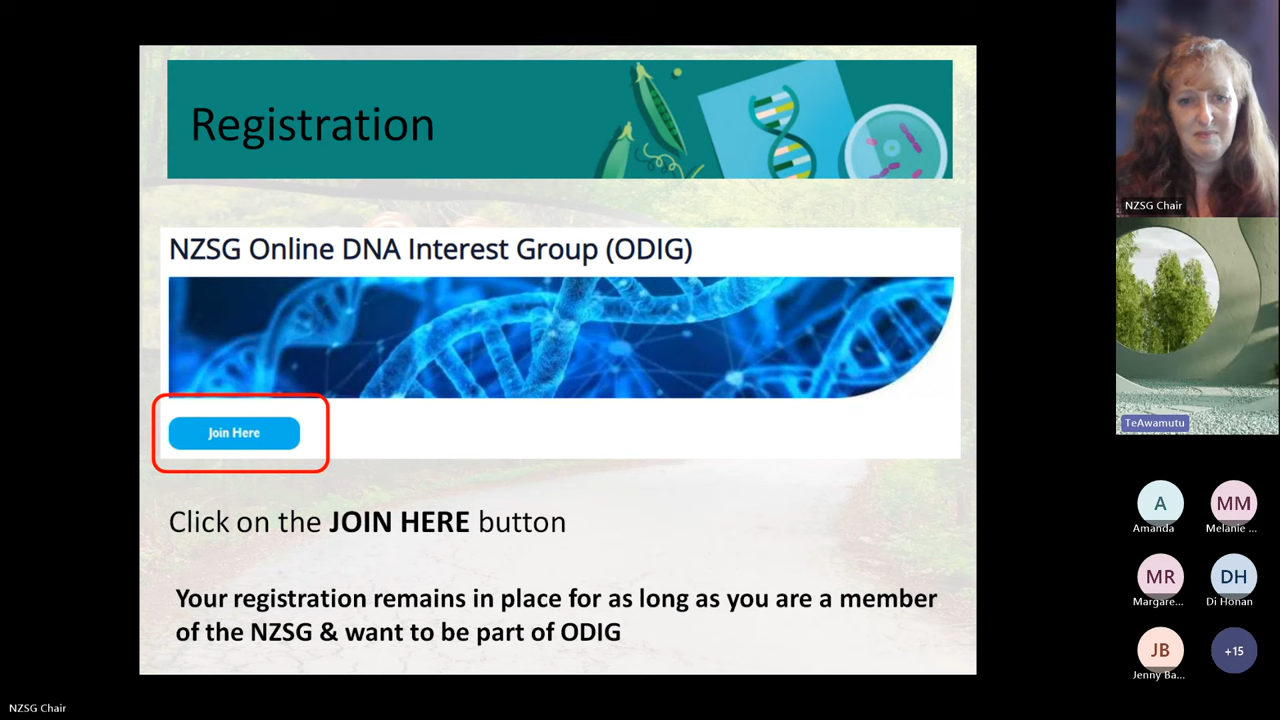 Registration
NZSG Online DNA Interest Group (ODIG)
Join Here
Click on the JOIN HERE button
Your registration remains in place for as long as you are a member
of the NZSG & want to be part of ODIG
NZSG Chair
TeAwamutu
A
MM
Amanda
Melanie ...
MR
DH
Margare...
Di Honan
JB
+15
Jenny Ba...
NZSG Chair